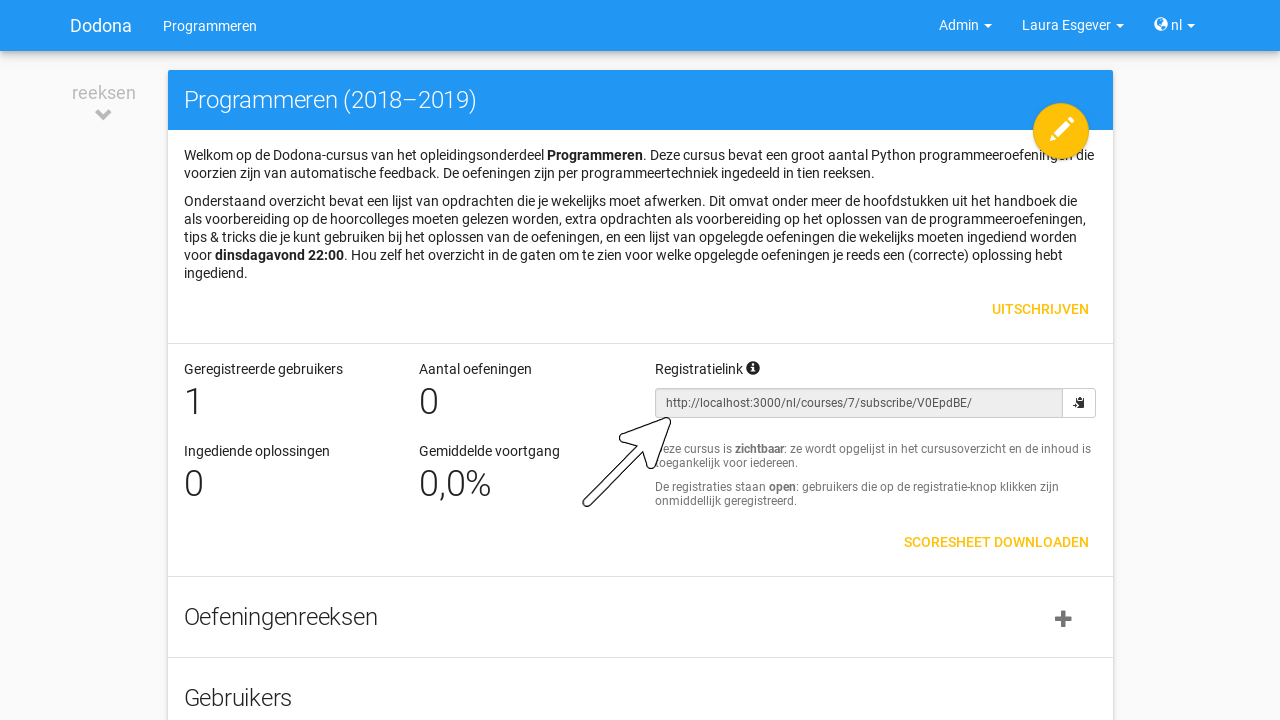 Dodona Programmeren Admin Laura Esgever nl
reeksen
Programmeren (2018–2019)
Welkom op de Dodona-cursus van het opleidingsonderdeel Programmeren. Deze cursus bevat een groot aantal Python programmeeroefeningen die
voorzien zijn van automatische feedback. De oefeningen zijn per programmeertechniek ingedeeld in tien reeksen.
Onderstaand overzicht bevat een lijst van opdrachten die je wekelijks moet afwerken. Dit omvat onder meer de hoofdstukken uit het handboek die
als voorbereiding op de hoorcolleges moeten gelezen worden, extra opdrachten als voorbereiding op het oplossen van de programmeeroefeningen,
tips & tricks die je kunt gebruiken bij het oplossen van de oefeningen, en een lijst van opgelegde oefeningen die wekelijks moeten ingediend worden
voor dinsdagavond 22:00. Hou zelf het overzicht in de gaten om te zien voor welke opgelegde oefeningen je reeds een (correcte) oplossing hebt
ingediend.
UITSCHRIJVEN
Geregistreerde gebruikers
1
Aantal oefeningen
0
Registratielink
http://localhost:3000/nl/courses/7/subscribe/V0EpdBE/
Ingediende oplossingen
0
Gemiddelde voortgang
0,0%
Deze cursus is zichtbaar: ze wordt opgelijst in het cursusoverzicht en de inhoud is
toegankelijk voor iedereen.
De registraties staan open: gebruikers die op de registratie-knop klikken zijn
onmiddellijk geregistreerd.
SCORESHEET DOWNLOADEN
Oefeningenreeksen
Gebruikers